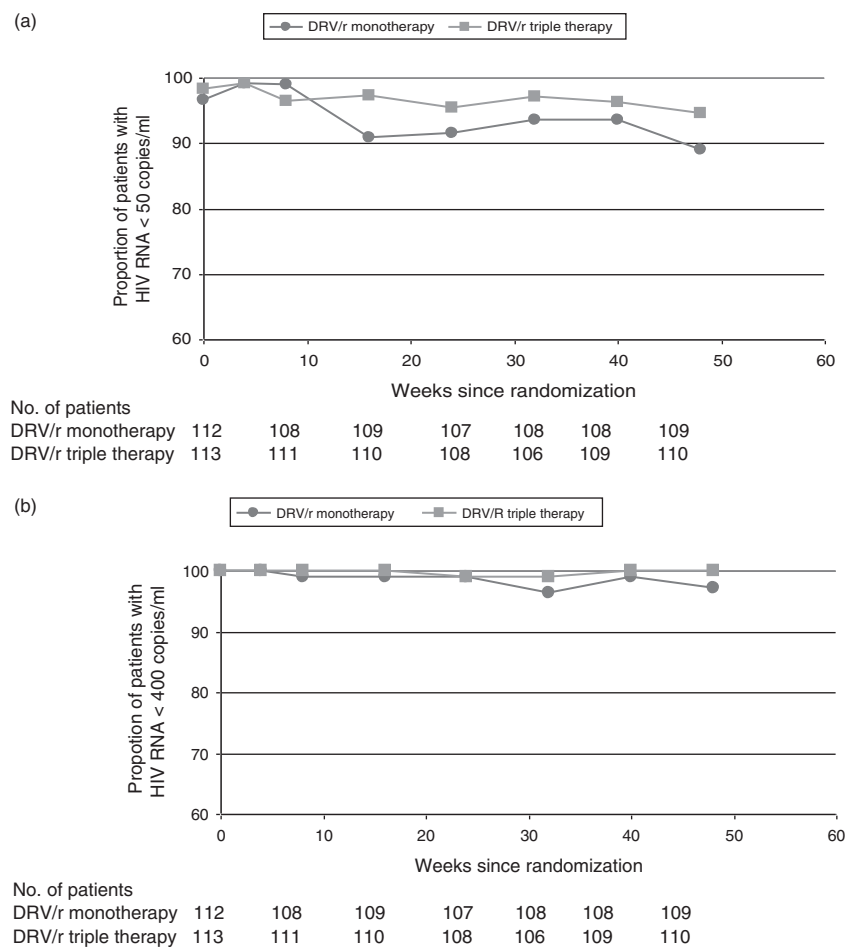 (a)
DRV/r monotherapy DRV/r triple therapy
Proportion of patients with
HIV RNA < 50 copies/ml
100
90
80
70
60
0 10 20 30 40 50 60
Weeks since randomization
No. of patients
DRV/r monotherapy 112 108 109 107 108 108 109
DRV/r triple therapy 113 111 110 108 106 109 110
(b)
DRV/r monotherapy DRV/R triple therapy
Propotion of patients with
HIV RNA < 400 copies/ml
100
90
80
70
60
0 10 20 30 40 50 60
Weeks since randomization
No. of patients
DRV/r monotherapy 112 108 109 107 108 108 109
DRV/r triple therapy 113 111 110 108 106 109 110